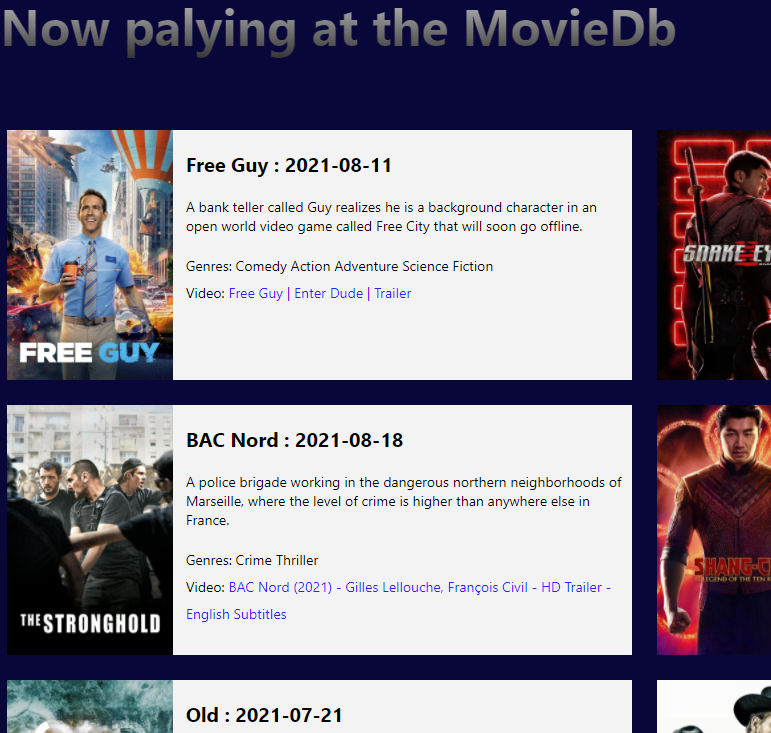 Now palying at the MovieDb
Free Guy : 2021-08-11
A bank teller called Guy realizes he is a background character in an
open world video game called Free City that will soon go offline.
Genres: Comedy Action Adventure Science Fiction
Video: Free Guy | Enter Dude | Trailer
FREE GUY
SNAKE EY
BAC Nord : 2021-08-18
A police brigade working in the dangerous northern neighborhoods of
Marseille, where the level of crime is higher than anywhere else in
France.
Genres: Crime Thriller
Video: BAC Nord (2021) - Gilles Lellouche, François Civil - HD Trailer -
English Subtitles
THE STRONGHOLD
SHANG-C
LEGEND OF THE TEN R
Old : 2021-07-21